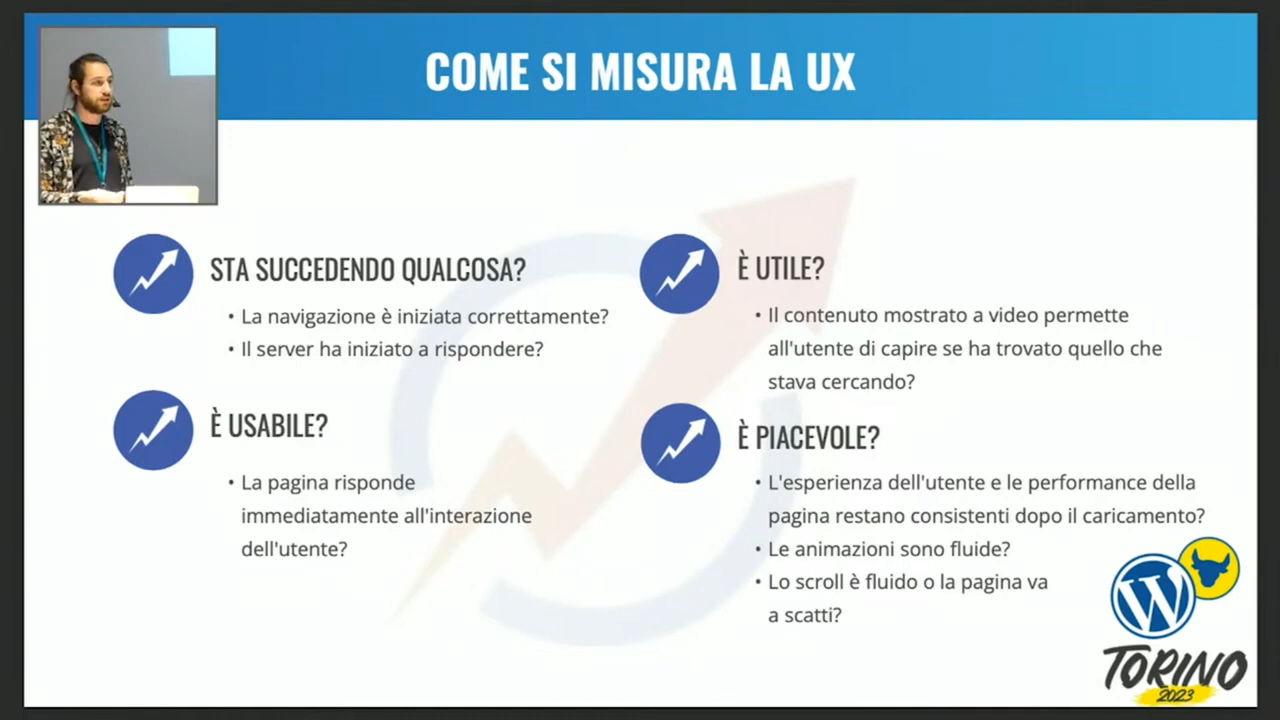 COME SI MISURA LA UX
STA SUCCEDENDO QUALCOSA?
• La navigazione è iniziata correttamente?
• Il server ha iniziato a rispondere?
È USABILE?
• La pagina risponde
immediatamente all'interazione
dell'utente?
È UTILE?
• Il contenuto mostrato a video permette
all'utente di capire se ha trovato quello che
stava cercando?
È PIACEVOLE?
• L'esperienza dell'utente e le performance della
pagina restano consistenti dopo il caricamento?
• Le animazioni sono fluide?
• Lo scroll è fluido o la pagina va
a scatti?
W
TORINO
2023